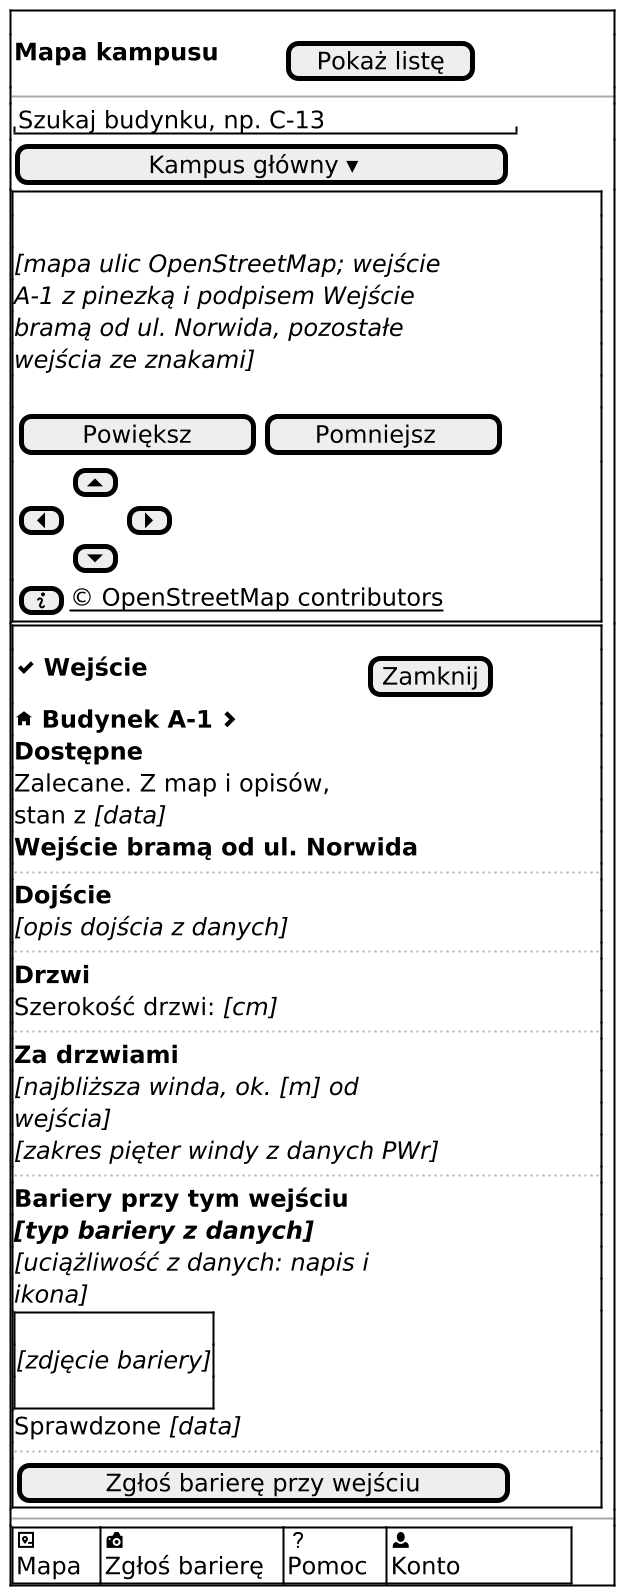 Mapa kampusu
Pokaż listę
Szukaj budynku, np. C-13
Kampus główny ▾
[mapa ulic OpenStreetMap; wejście
A-1 z pinezką i podpisem Wejście
bramą od ul. Norwida, pozostałe
wejścia ze znakami]
Powiększ
Pomniejsz
© OpenStreetMap contributors
Wejście
Zamknij
Budynek A-1
Dostępne
Zalecane. Z map i opisów,
stan z [data]
Wejście bramą od ul. Norwida
Dojście
[opis dojścia z danych]
Drzwi
Szerokość drzwi: [cm]
Za drzwiami
[najbliższa winda, ok. [m] od
wejścia]
[zakres pięter windy z danych PWr]
Bariery przy tym wejściu
[typ bariery z danych]
[uciążliwość z danych: napis i
ikona]
[zdjęcie bariery]
Sprawdzone [data]
Zgłoś barierę przy wejściu
Mapa
Zgłoś barierę
Pomoc
Konto